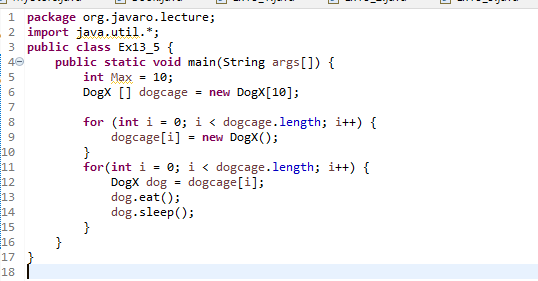 1 package org.javaro.lecture;
2 import java.util.*;
3 public class Ex13_5 {
4 public static void main(String args[]) {
5 int Max = 10;
6 DogX [] dogcage = new DogX[10];
7
8 for (int i = 0; i < dogcage.length; i++) {
9 dogcage[i] = new DogX();
10 }
11 for(int i = 0; i < dogcage.length; i++) {
12 DogX dog = dogcage[i];
13 dog.eat();
14 dog.sleep();
15 }
16 }
17 }
18